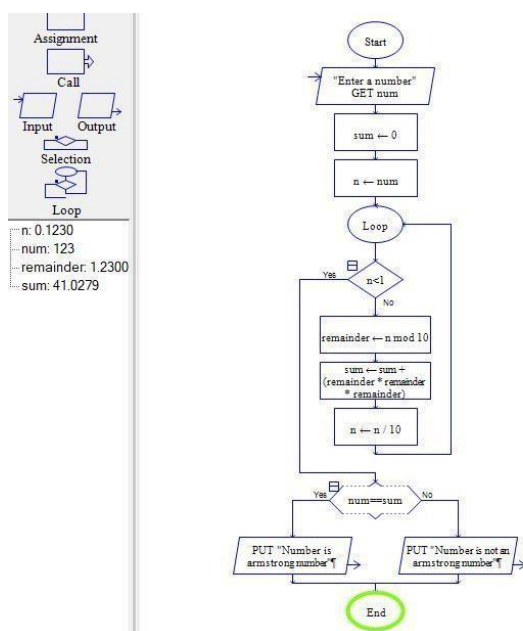 Assignment
Call
Input Output
Selection
Loop
n: 0.1230
num: 123
remainder: 1.2300
sum: 41.0279
Start
"Enter a number"
GET num
sum ← 0
n ← num
Loop
Yes
n<1
No
remainder ← n mod 10
sum ← sum +
(remainder * remainder
* remainder)
n ← n / 10
Yes
num==sum
No
PUT "Number is
armstrong number"¶
PUT "Number is not an
armstrong number"¶
End